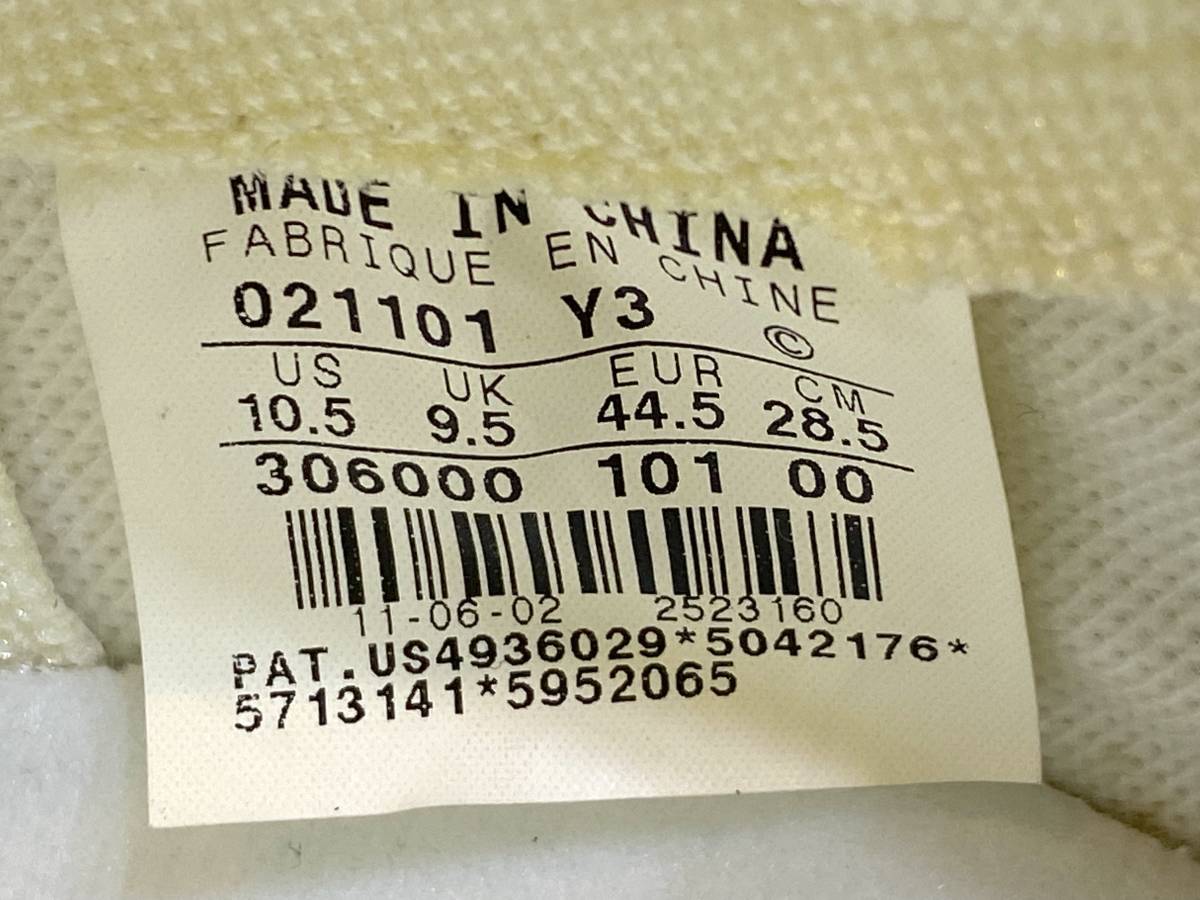 MADE IN CHINA
FABRIQUE EN CHINE
021101 Y3 ©
US UK EUR CM
10.5 9.5 44.5 28.5
306000 101 00
11-06-02 2523160
PAT.US4936029*5042176*
5713141*5952065